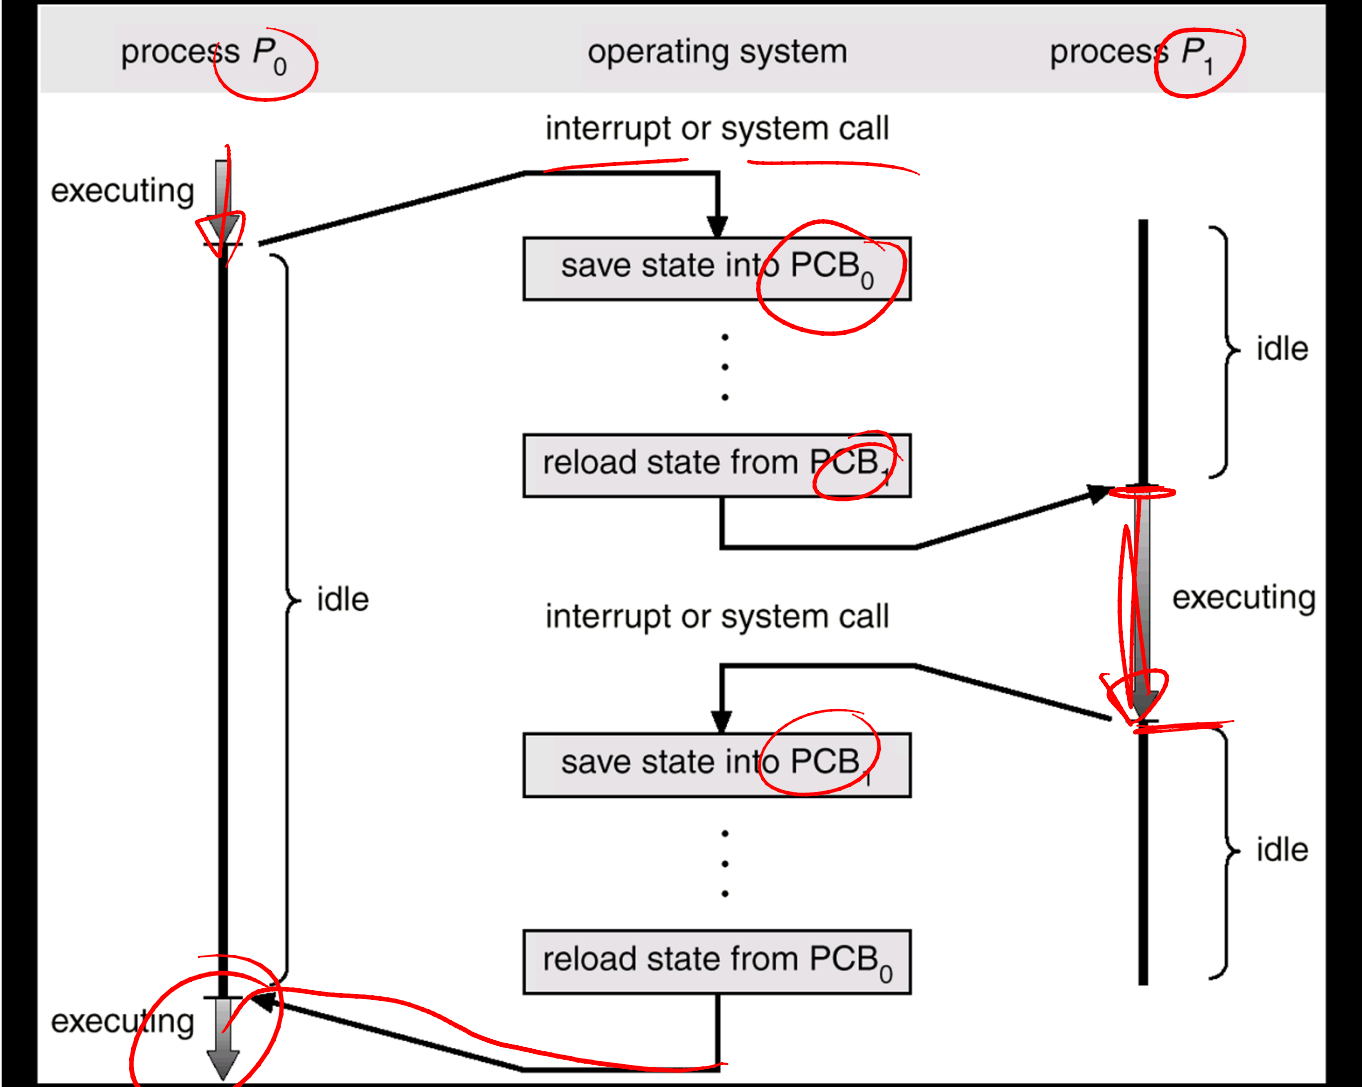 process P0 operating system process P1
interrupt or system call
executing
save state into PCB0
idle
reload state from PCB1
idle
executing
interrupt or system call
save state into PCB1
idle
reload state from PCB0
executing